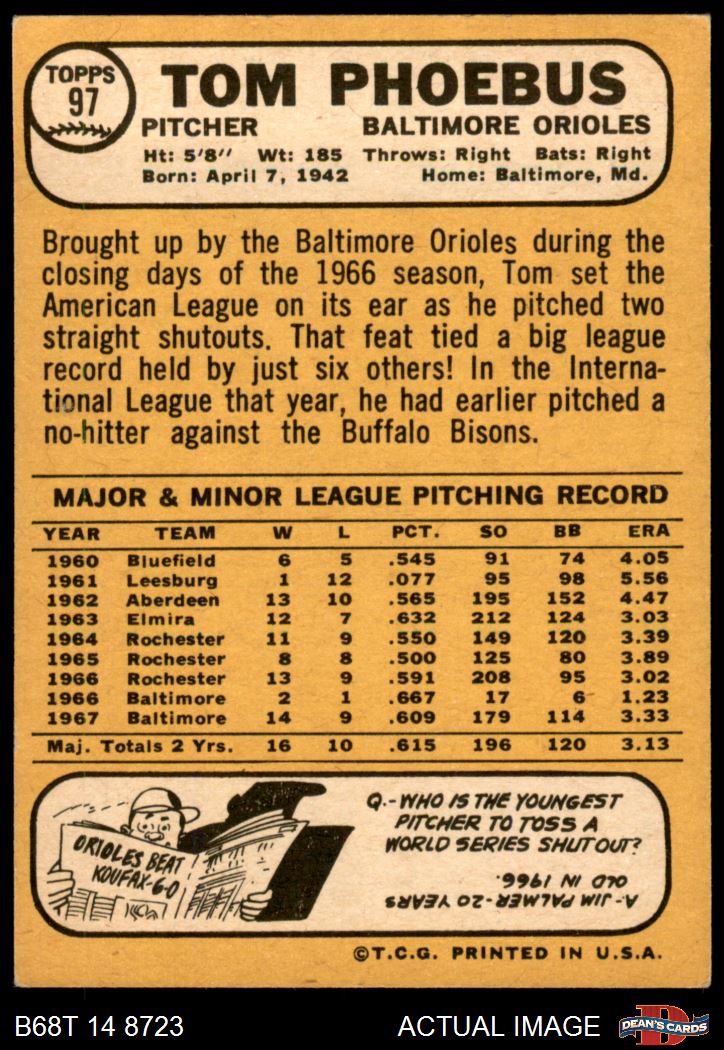 TOPPS
97
TOM PHOEBUS
PITCHER BALTIMORE ORIOLES
Ht: 5'8" Wt: 185 Throws: Right Bats: Right
Born: April 7, 1942 Home: Baltimore, Md.
Brought up by the Baltimore Orioles during the
closing days of the 1966 season, Tom set the
American League on its ear as he pitched two
straight shutouts. That feat tied a big league
record held by just six others! In the Interna-
tional League that year, he had earlier pitched a
no-hitter against the Buffalo Bisons.
MAJOR & MINOR LEAGUE PITCHING RECORD
YEAR TEAM W L PCT. SO BB ERA
1960 Bluefield 6 5 .545 91 74 4.05
1961 Leesburg 1 12 .077 95 98 5.56
1962 Aberdeen 13 10 .565 195 152 4.47
1963 Elmira 12 7 .632 212 124 3.03
1964 Rochester 11 9 .550 149 120 3.39
1965 Rochester 8 8 .500 125 80 3.89
1966 Rochester 13 9 .591 208 95 3.02
1966 Baltimore 2 1 .667 17 6 1.23
1967 Baltimore 14 9 .609 179 114 3.33
Maj. Totals 2 Yrs. 16 10 .615 196 120 3.13
ORIOLES BEAT
KOUFAX-6-0
Q.-WHO IS THE YOUNGEST
PITCHER TO TOSS A
WORLD SERIES SHUTOUT?
A-JIM PALMER-20 YEARS
OLD IN 1966.
©T.C.G. PRINTED IN U.S.A.
B68T 14 8723 ACTUAL IMAGE
D
DEAN'S CARDS